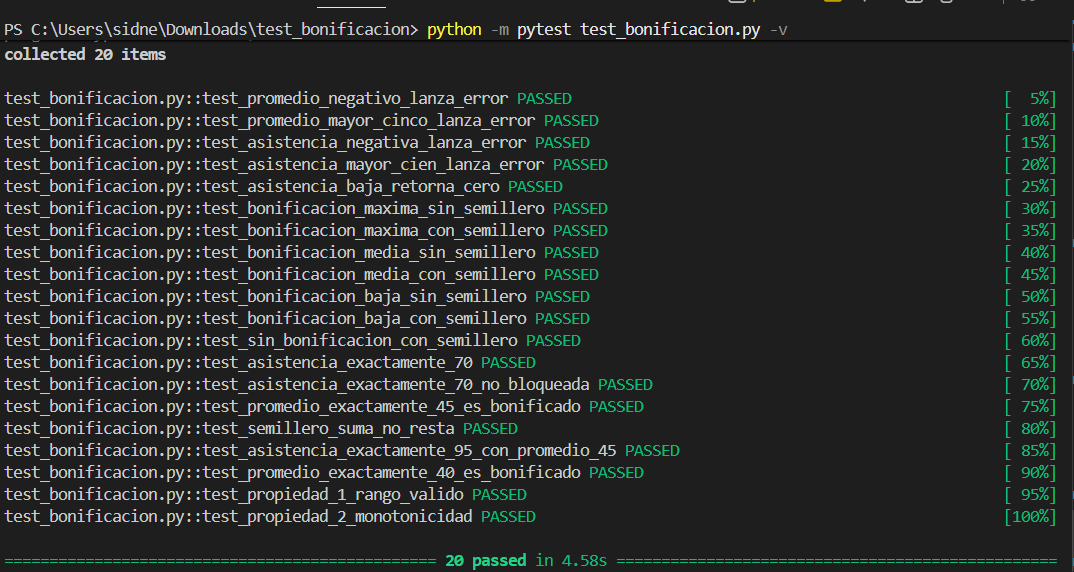 PS C:\Users\sidne\Downloads\test_bonificacion> python -m pytest test_bonificacion.py -v
collected 20 items
test_bonificacion.py::test_promedio_negativo_lanza_error PASSED [  5%]
test_bonificacion.py::test_promedio_mayor_cinco_lanza_error PASSED [ 10%]
test_bonificacion.py::test_asistencia_negativa_lanza_error PASSED [ 15%]
test_bonificacion.py::test_asistencia_mayor_cien_lanza_error PASSED [ 20%]
test_bonificacion.py::test_asistencia_baja_retorna_cero PASSED [ 25%]
test_bonificacion.py::test_bonificacion_maxima_sin_semillero PASSED [ 30%]
test_bonificacion.py::test_bonificacion_maxima_con_semillero PASSED [ 35%]
test_bonificacion.py::test_bonificacion_media_sin_semillero PASSED [ 40%]
test_bonificacion.py::test_bonificacion_media_con_semillero PASSED [ 45%]
test_bonificacion.py::test_bonificacion_baja_sin_semillero PASSED [ 50%]
test_bonificacion.py::test_bonificacion_baja_con_semillero PASSED [ 55%]
test_bonificacion.py::test_sin_bonificacion_con_semillero PASSED [ 60%]
test_bonificacion.py::test_asistencia_exactamente_70 PASSED [ 65%]
test_bonificacion.py::test_asistencia_exactamente_70_no_bloqueada PASSED [ 70%]
test_bonificacion.py::test_promedio_exactamente_45_es_bonificado PASSED [ 75%]
test_bonificacion.py::test_semillero_suma_no_resta PASSED [ 80%]
test_bonificacion.py::test_asistencia_exactamente_95_con_promedio_45 PASSED [ 85%]
test_bonificacion.py::test_promedio_exactamente_40_es_bonificado PASSED [ 90%]
test_bonificacion.py::test_propiedad_1_rango_valido PASSED [ 95%]
test_bonificacion.py::test_propiedad_2_monotonicidad PASSED [100%]
================================================ 20 passed in 4.58s =================================================